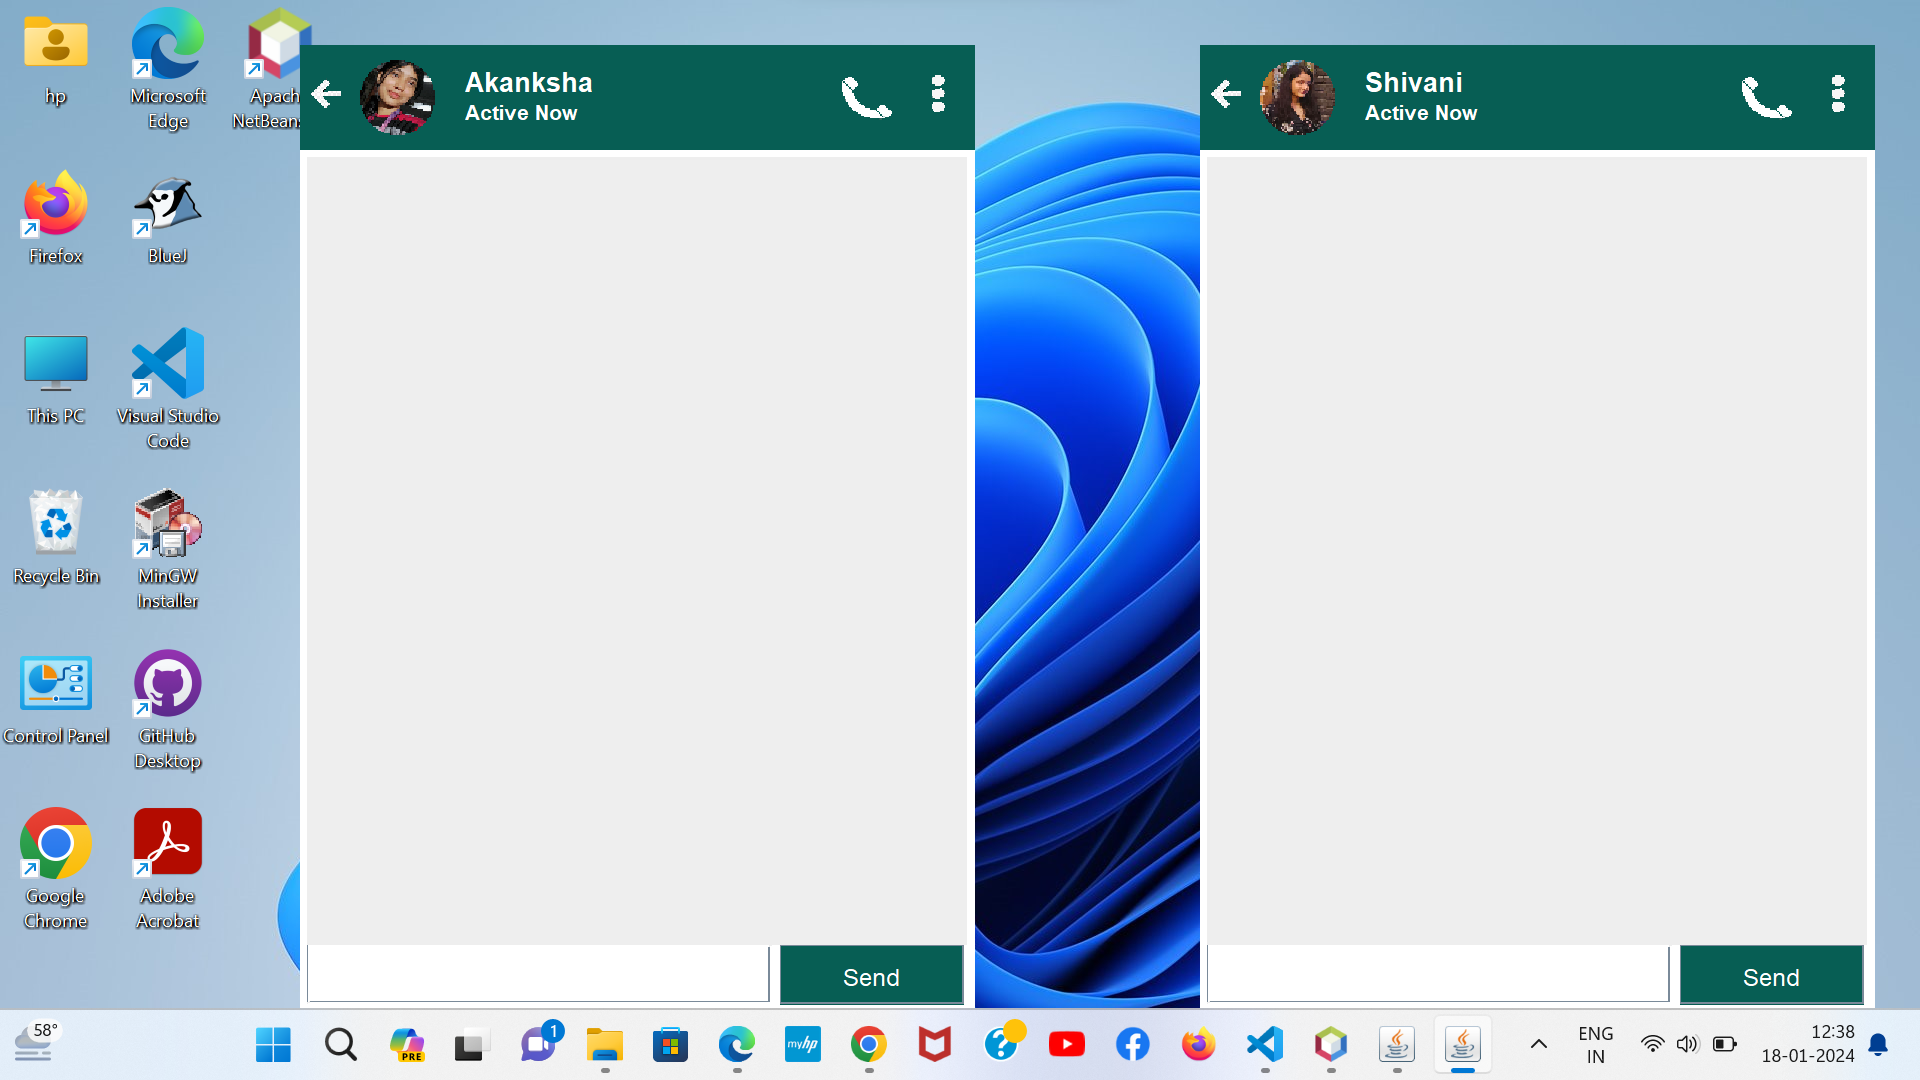 hp
Microsoft
Edge
Apach
NetBeans
Akanksha
Active Now
Shivani
Active Now
Firefox
BlueJ
This PC
Visual Studio
Code
Recycle Bin
MinGW
Installer
Control Panel
GitHub
Desktop
Google
Chrome
Adobe
Acrobat
Send
Send
58°
PRE
1
myhp
ENG
IN
12:38
18-01-2024